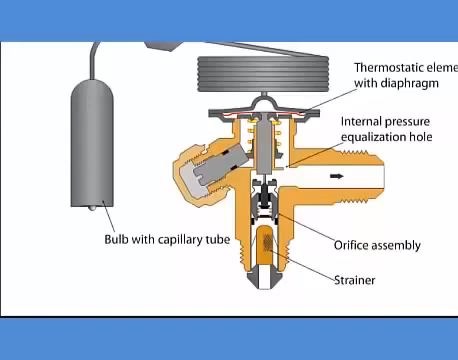 Thermostatic eleme
with diaphragm
Internal pressure
equalization hole
Bulb with capillary tube
Orifice assembly
Strainer